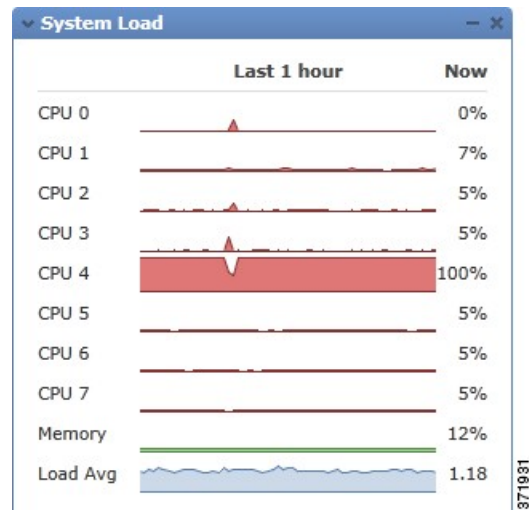 System Load
Last 1 hour Now
CPU 0 0%
CPU 1 7%
CPU 2 5%
CPU 3 5%
CPU 4 100%
CPU 5 5%
CPU 6 5%
CPU 7 5%
Memory 12%
Load Avg 1.18
371931